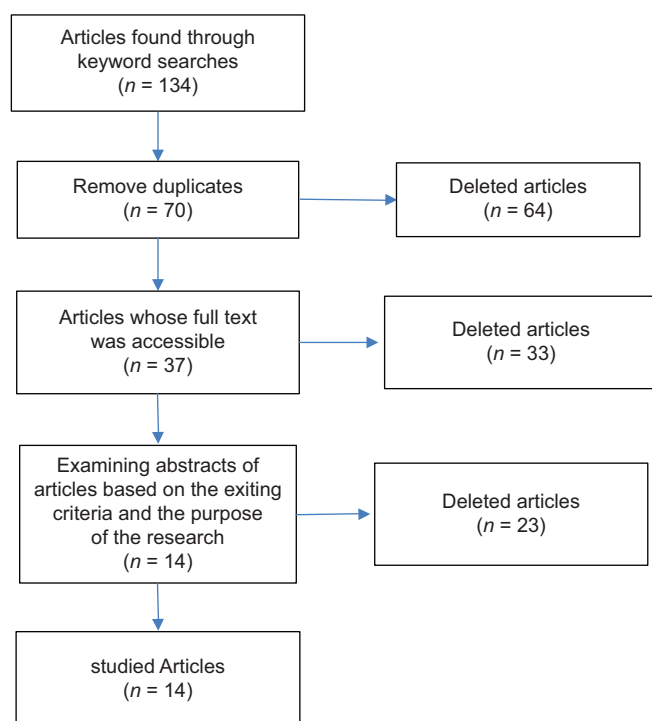 Articles found through
keyword searches
(n = 134)
Remove duplicates
(n = 70)
Deleted articles
(n = 64)
Articles whose full text
was accessible
(n = 37)
Deleted articles
(n = 33)
Examining abstracts of
articles based on the exiting
criteria and the purpose
of the research
(n = 14)
Deleted articles
(n = 23)
studied Articles
(n = 14)